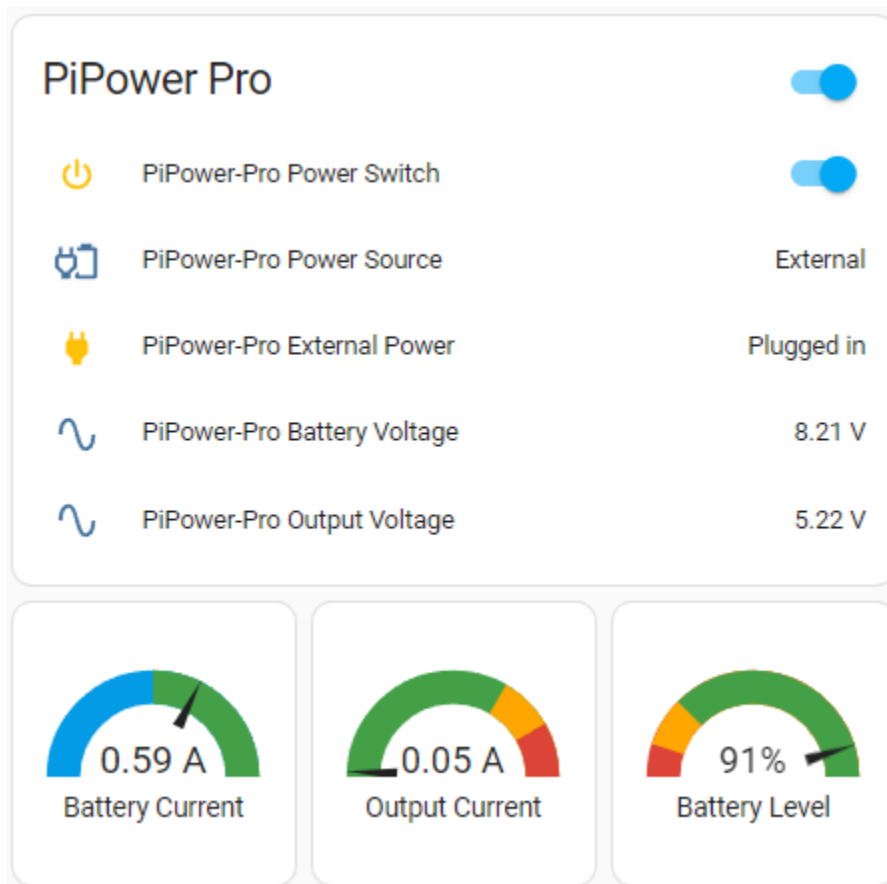 PiPower Pro
PiPower-Pro Power Switch
PiPower-Pro Power Source External
PiPower-Pro External Power Plugged in
PiPower-Pro Battery Voltage 8.21 V
PiPower-Pro Output Voltage 5.22 V
0.59 A 0.05 A 91%
Battery Current Output Current Battery Level